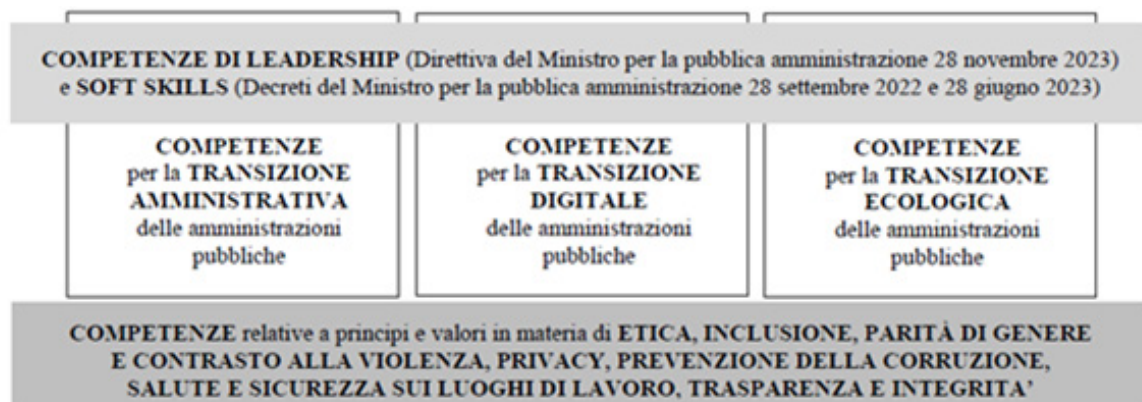 COMPETENZE DI LEADERSHIP (Direttiva del Ministro per la pubblica amministrazione 28 novembre 2023)
e SOFT SKILLS (Decreti del Ministro per la pubblica amministrazione 28 settembre 2022 e 28 giugno 2023)
COMPETENZE
per la TRANSIZIONE
AMMINISTRATIVA
delle amministrazioni
pubbliche
COMPETENZE
per la TRANSIZIONE
DIGITALE
delle amministrazioni
pubbliche
COMPETENZE
per la TRANSIZIONE
ECOLOGICA
delle amministrazioni
pubbliche
COMPETENZE relative a principi e valori in materia di ETICA, INCLUSIONE, PARITÀ DI GENERE
E CONTRASTO ALLA VIOLENZA, PRIVACY, PREVENZIONE DELLA CORRUZIONE,
SALUTE E SICUREZZA SUI LUOGHI DI LAVORO, TRASPARENZA E INTEGRITA’